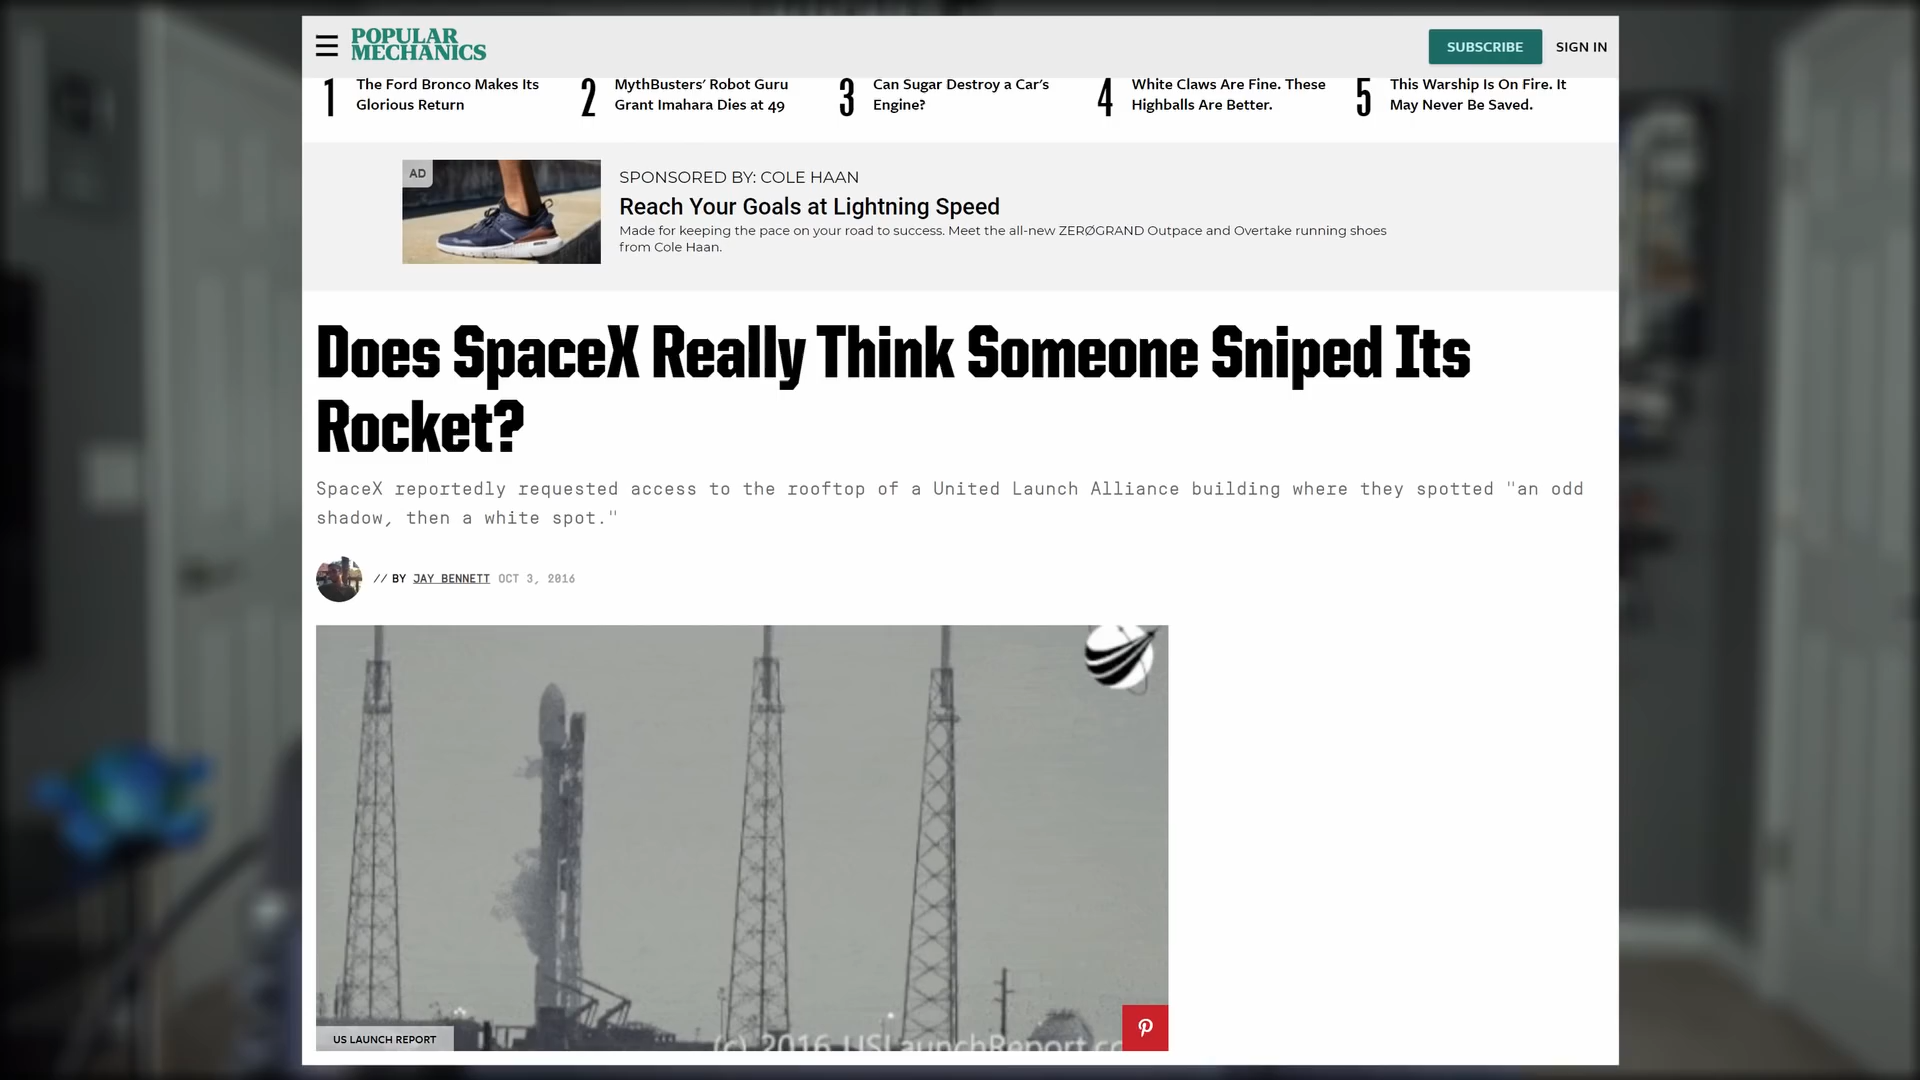 POPULAR
MECHANICS
SUBSCRIBE
SIGN IN
1
The Ford Bronco Makes Its
Glorious Return
2
MythBusters' Robot Guru
Grant Imahara Dies at 49
3
Can Sugar Destroy a Car's
Engine?
4
White Claws Are Fine. These
Highballs Are Better.
5
This Warship Is On Fire. It
May Never Be Saved.
AD
SPONSORED BY: COLE HAAN
Reach Your Goals at Lightning Speed
Made for keeping the pace on your road to success. Meet the all-new ZERØGRAND Outpace and Overtake running shoes
from Cole Haan.
Does SpaceX Really Think Someone Sniped Its
Rocket?
SpaceX reportedly requested access to the rooftop of a United Launch Alliance building where they spotted "an odd
shadow, then a white spot."
// BY JAY BENNETT OCT 3, 2016
US LAUNCH REPORT
(c) 2016 USLaunchReport.co